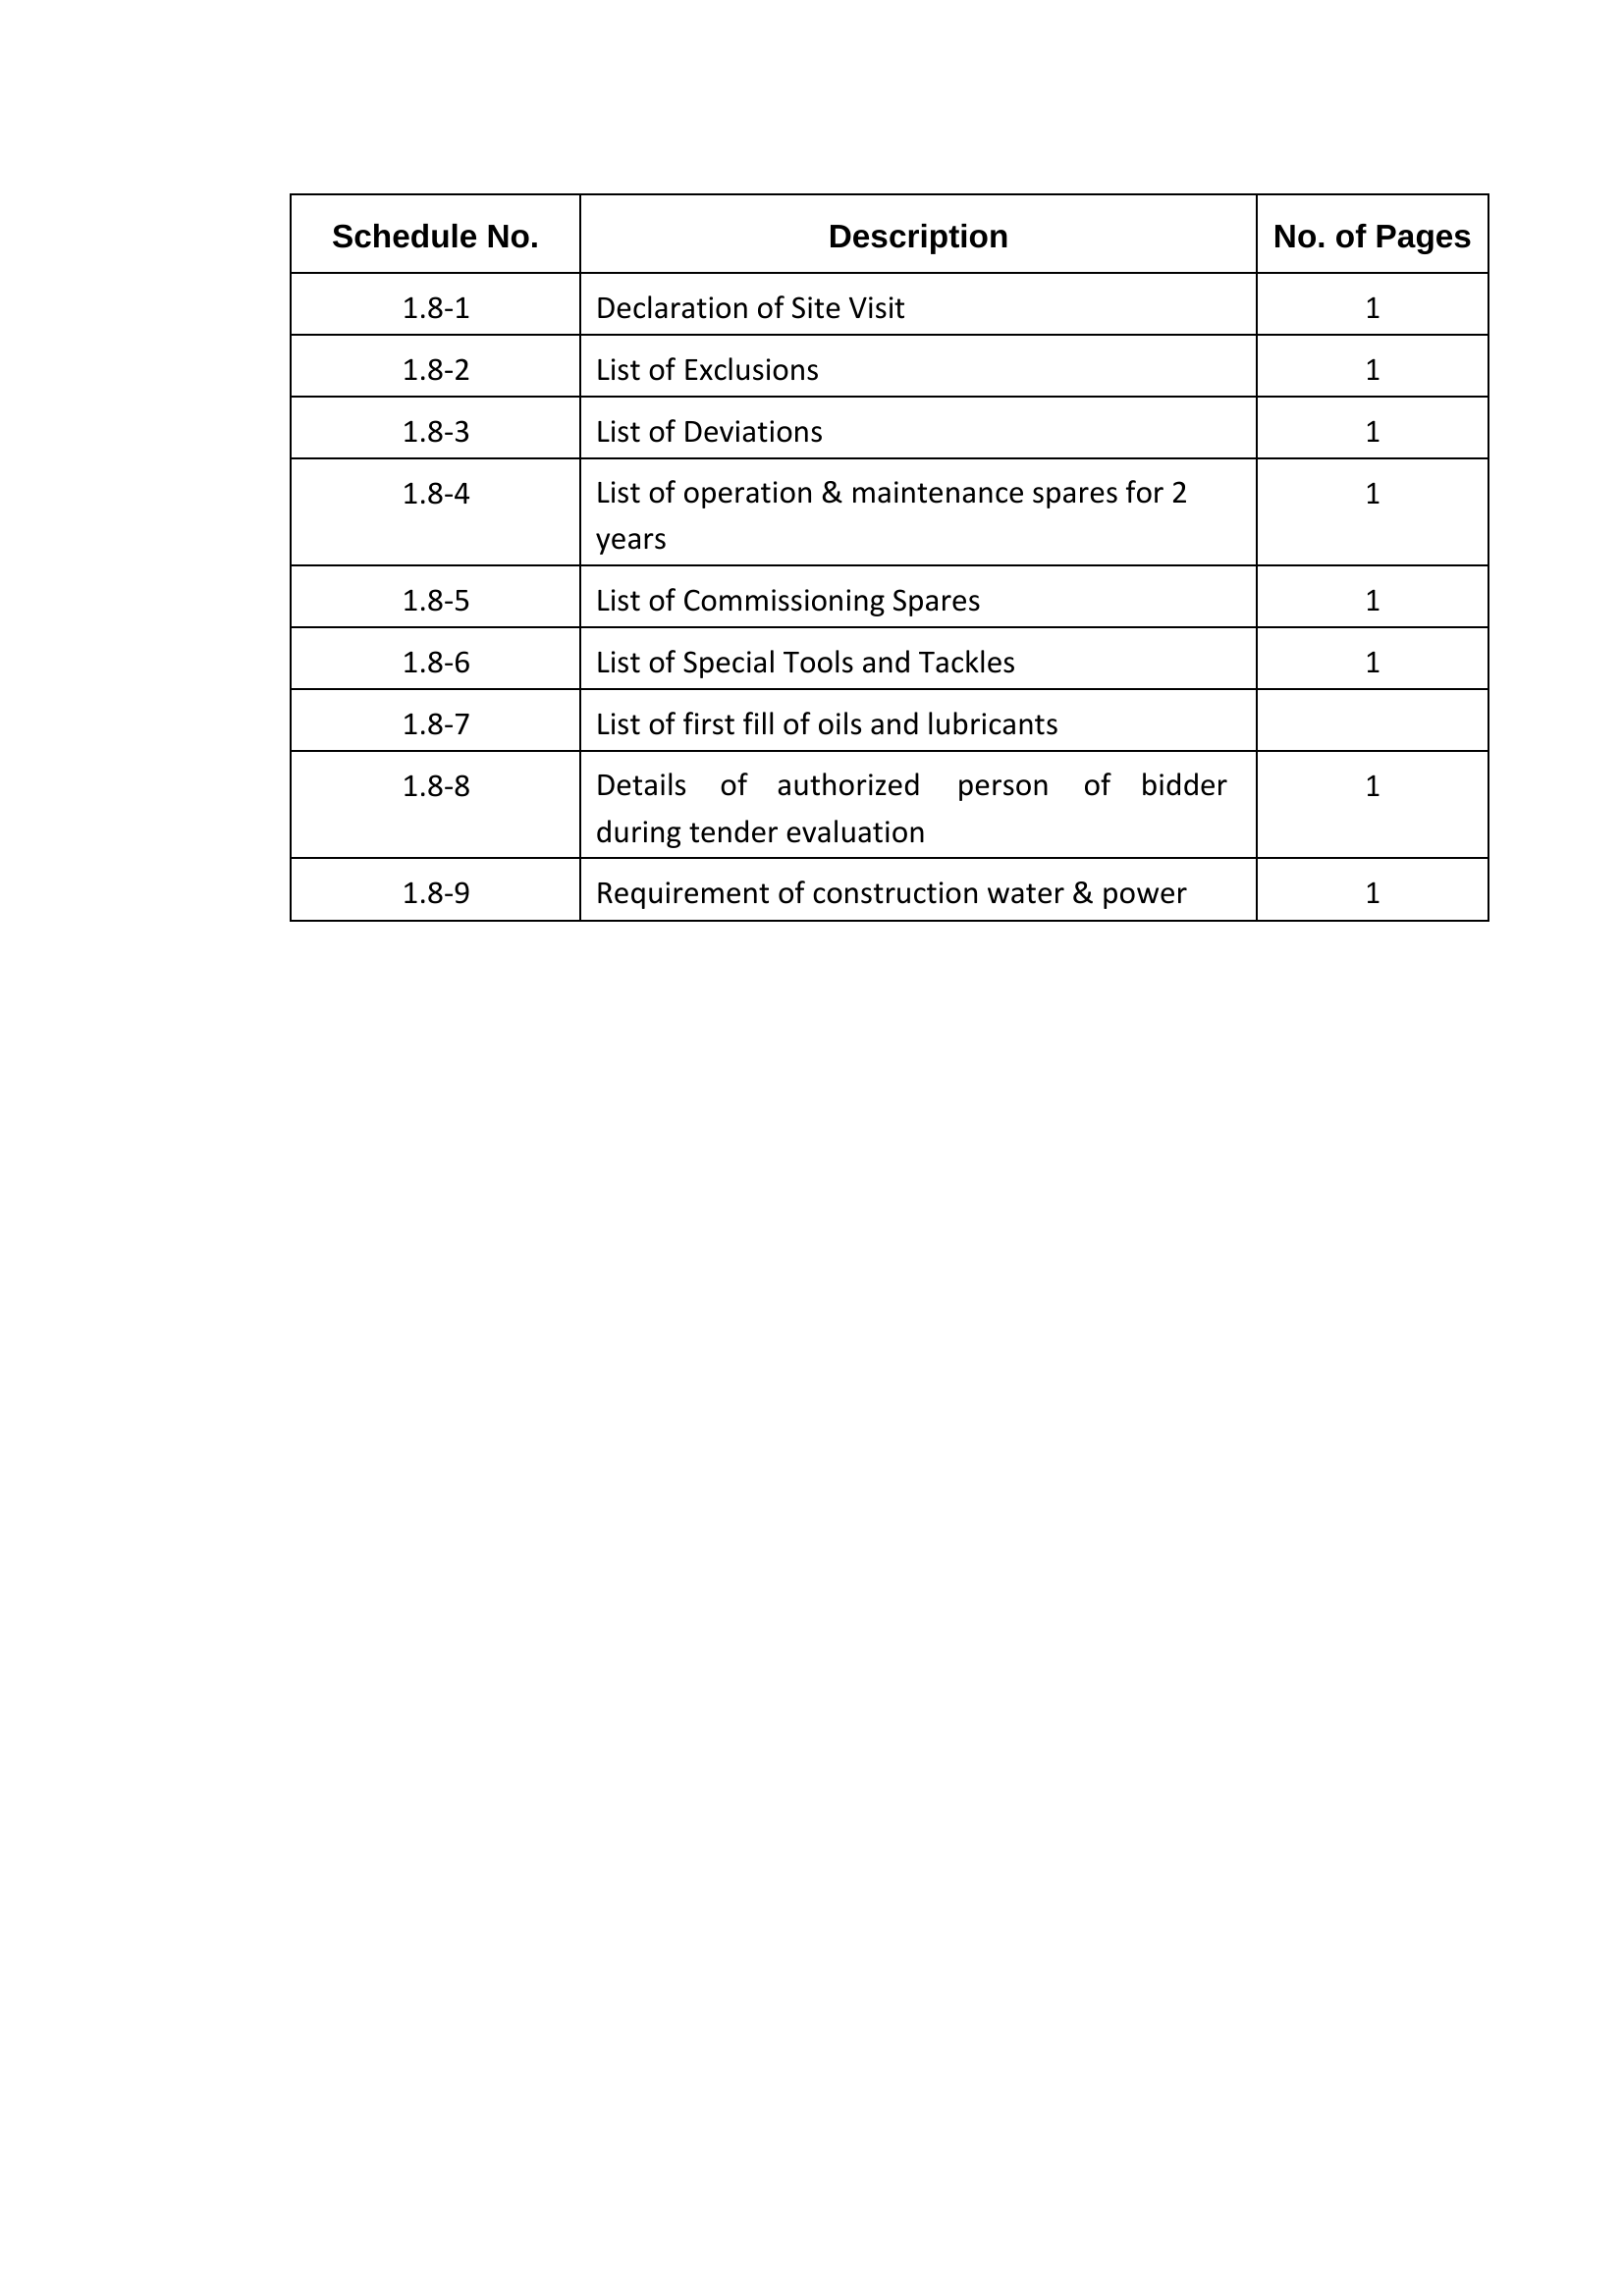 Schedule No. Description No. of Pages
1.8-1 Declaration of Site Visit 1
1.8-2 List of Exclusions 1
1.8-3 List of Deviations 1
1.8-4 List of operation & maintenance spares for 2 1
years
1.8-5 List of Commissioning Spares 1
1.8-6 List of Special Tools and Tackles 1
1.8-7 List of first fill of oils and lubricants
1.8-8 Details of authorized person of bidder 1
during tender evaluation
1.8-9 Requirement of construction water & power 1